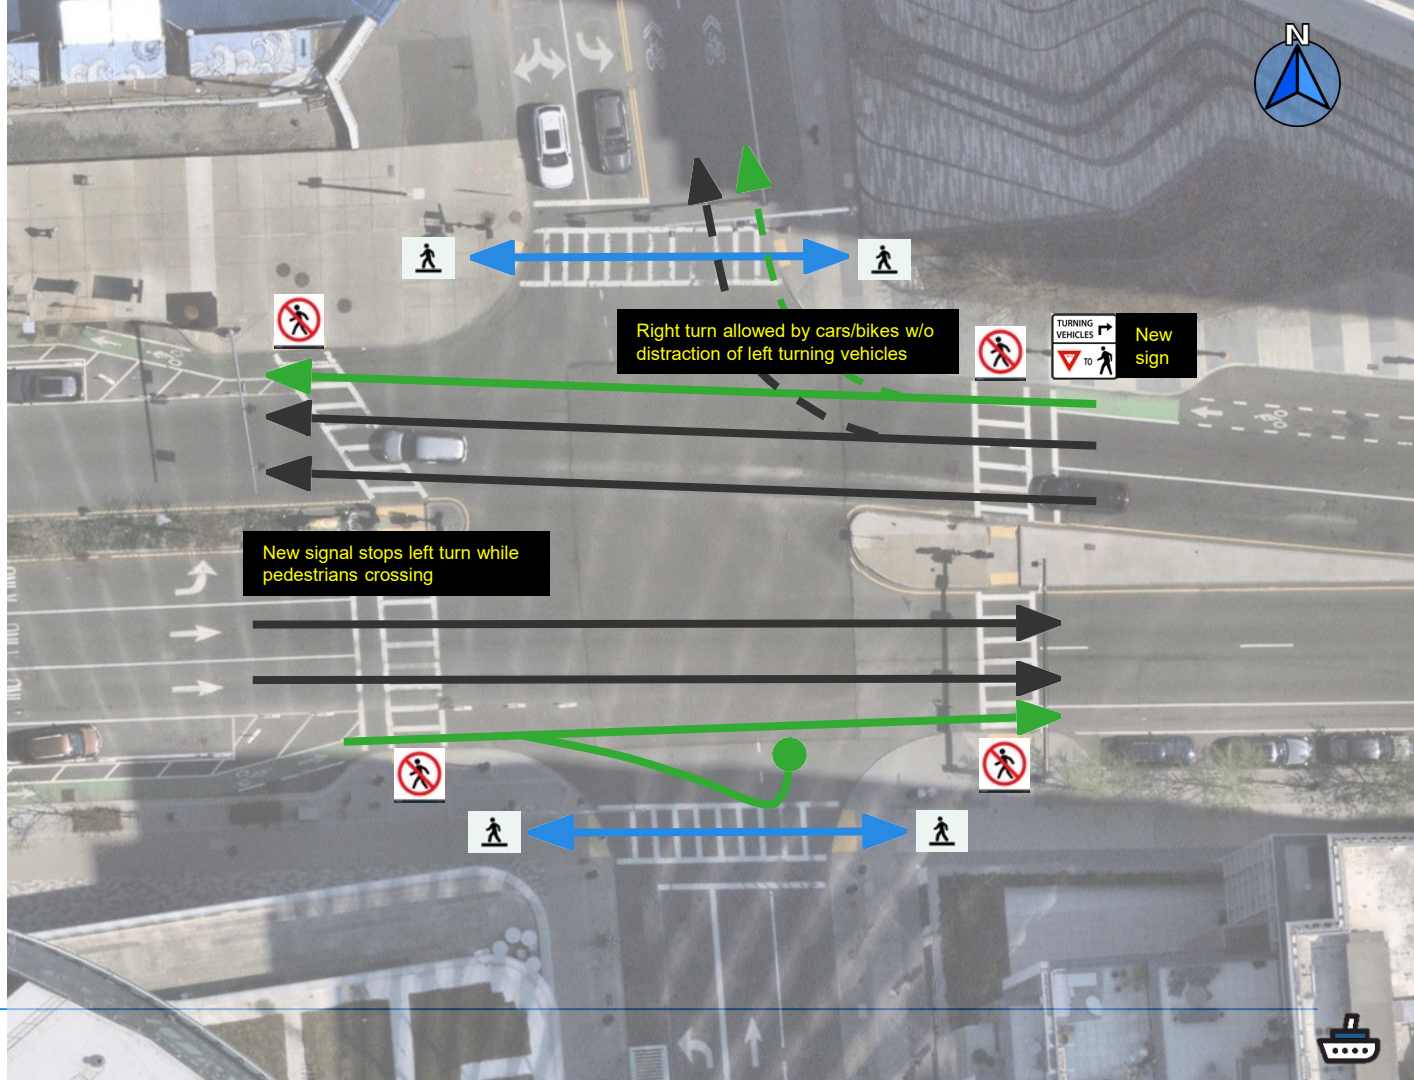 N
Right turn allowed by cars/bikes w/o
distraction of left turning vehicles
TURNING
VEHICLES
TO
New
sign
New signal stops left turn while
pedestrians crossing